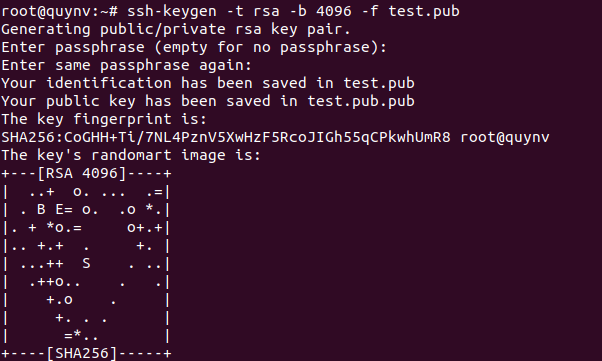 root@quynv:~# ssh-keygen -t rsa -b 4096 -f test.pub
Generating public/private rsa key pair.
Enter passphrase (empty for no passphrase):
Enter same passphrase again:
Your identification has been saved in test.pub
Your public key has been saved in test.pub.pub
The key fingerprint is:
SHA256:CoGHH+Ti/7NL4PznV5XwHzF5RcoJIGh55qCPkwhUmR8 root@quynv
The key's randomart image is:
+---[RSA 4096]----+
|  ..+  o. ...  .=|
| . B E= o.  .o *.|
|. + *o.=     o+.+|
|.. +.+  .     +. |
| ...++  S    . ..|
|  .++o..    .   .|
|    +.o    .     |
|     +. . .      |
|      =*..       |
+----[SHA256]-----+